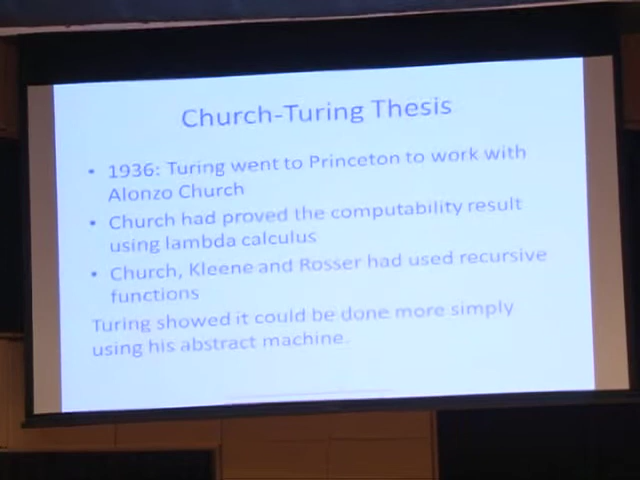 Church-Turing Thesis
• 1936: Turing went to Princeton to work with
Alonzo Church
• Church had proved the computability result
using lambda calculus
• Church, Kleene and Rosser had used recursive
functions
Turing showed it could be done more simply
using his abstract machine.